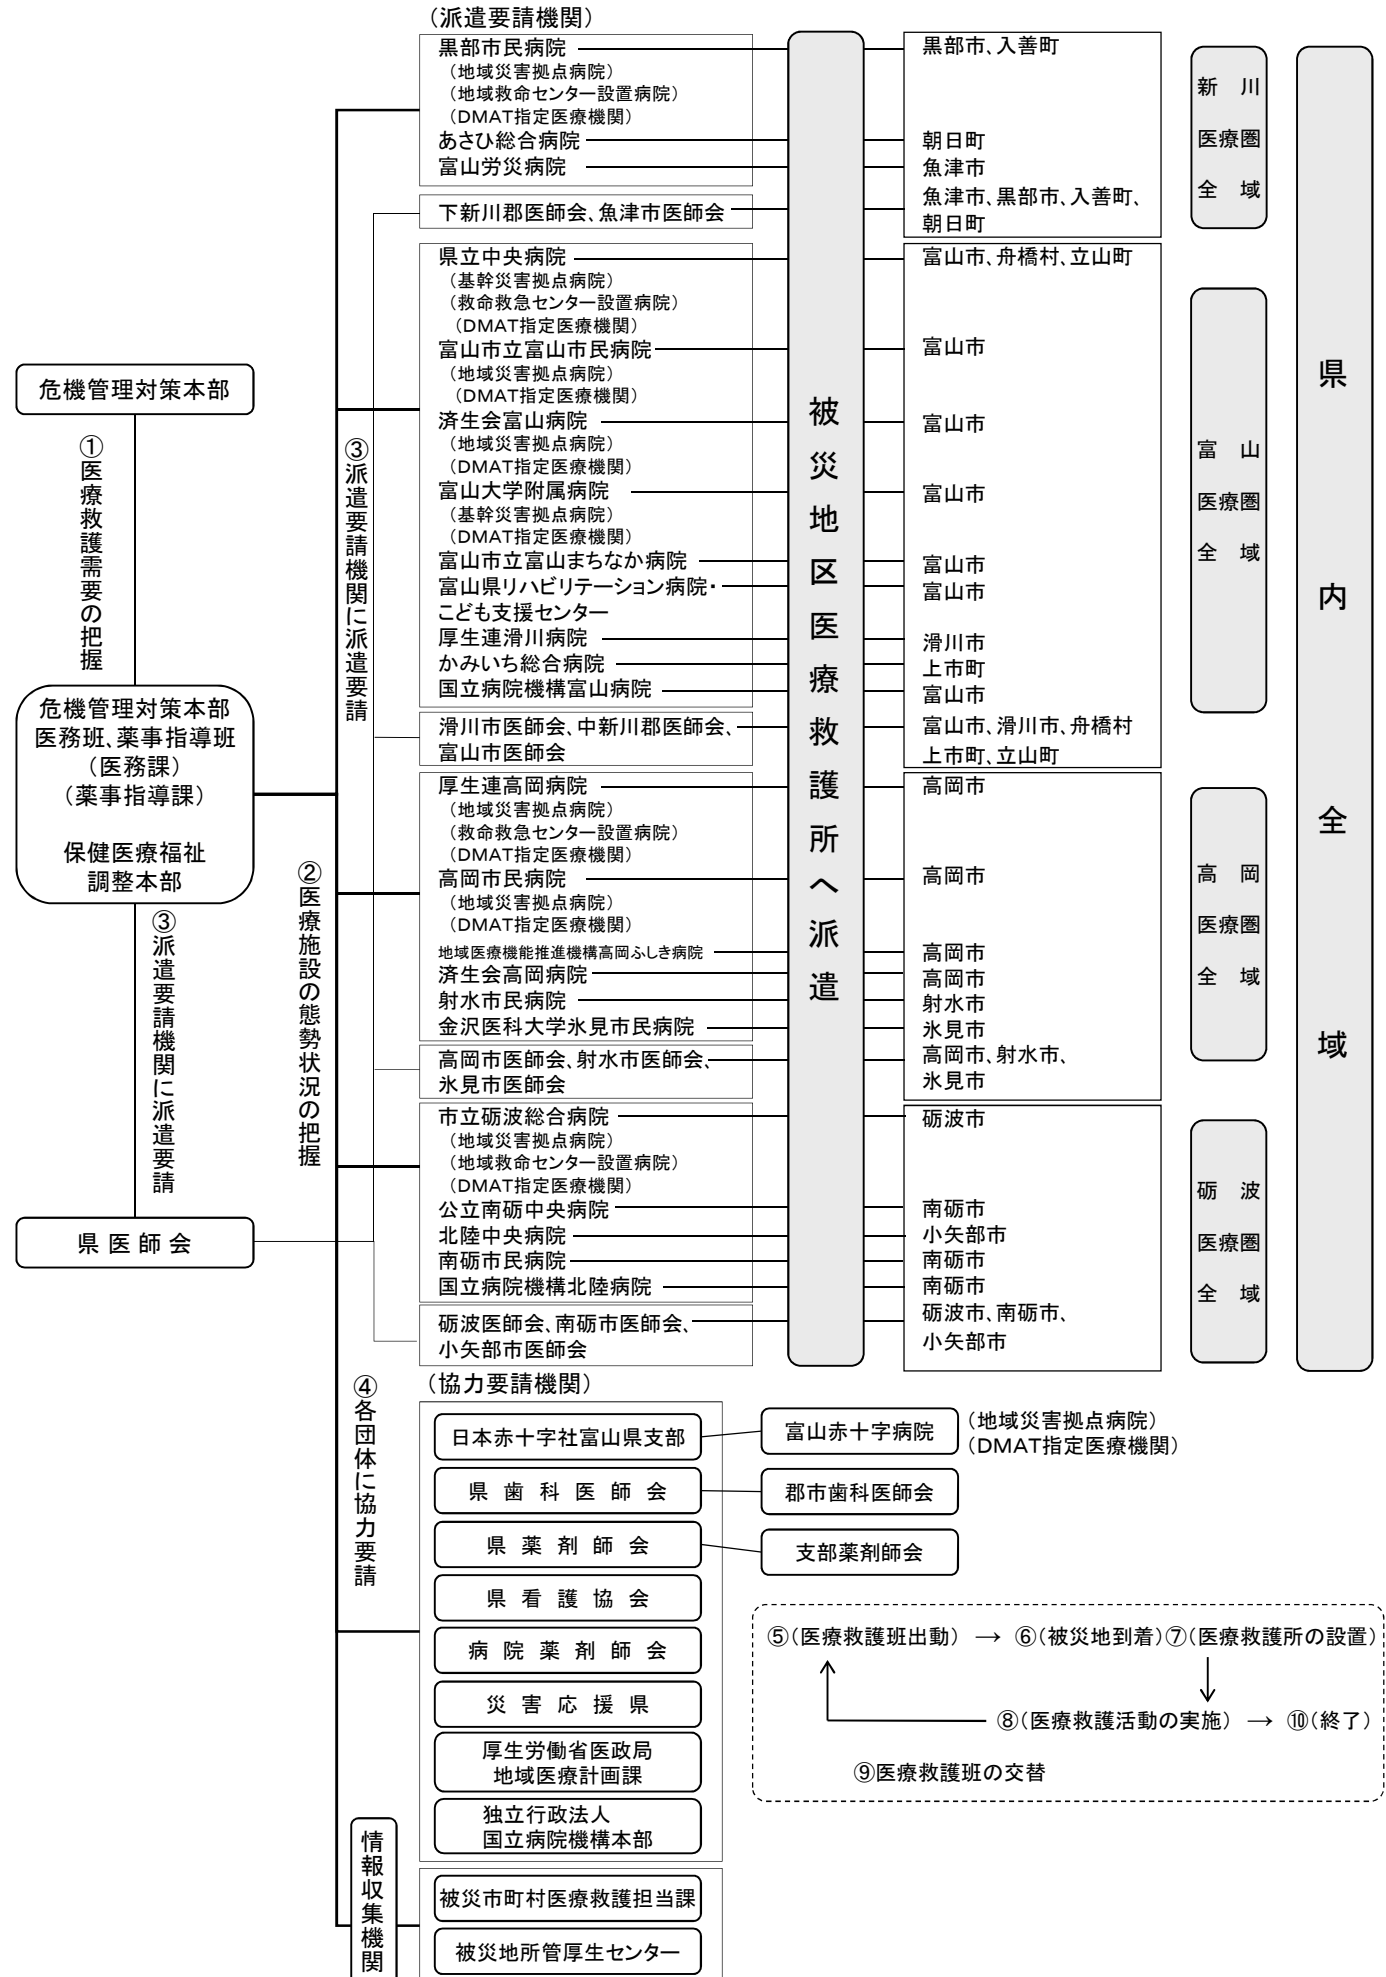 (派遣要請機関)
黒部市民病院
(地域災害拠点病院)
(地域救命センター設置病院)
(DMAT指定医療機関)
あさひ総合病院
富山労災病院
下新川郡医師会、魚津市医師会
県立中央病院
(基幹災害拠点病院)
(救命救急センター設置病院)
(DMAT指定医療機関)
富山市立富山市民病院
(地域災害拠点病院)
(DMAT指定医療機関)
済生会富山病院
(地域災害拠点病院)
(DMAT指定医療機関)
富山大学附属病院
(基幹災害拠点病院)
(DMAT指定医療機関)
富山市立富山まちなか病院
富山県リハビリテーション病院・
こども支援センター
厚生連滑川病院
かみいち総合病院
国立病院機構富山病院
滑川市医師会、中新川郡医師会、
富山市医師会
厚生連高岡病院
(地域災害拠点病院)
(救命救急センター設置病院)
(DMAT指定医療機関)
高岡市民病院
(地域災害拠点病院)
(DMAT指定医療機関)
地域医療機能推進機構高岡ふしき病院
済生会高岡病院
射水市民病院
金沢医科大学氷見市民病院
高岡市医師会、射水市医師会、
氷見市医師会
市立砺波総合病院
(地域災害拠点病院)
(地域救命センター設置病院)
(DMAT指定医療機関)
公立南砺中央病院
北陸中央病院
南砺市民病院
国立病院機構北陸病院
砺波医師会、南砺市医師会、
小矢部市医師会
被災地区医療救護所へ派遣
黒部市、入善町
朝日町
魚津市
魚津市、黒部市、入善町、
朝日町
富山市、舟橋村、立山町
富山市
富山市
富山市
富山市
富山市
滑川市
上市町
富山市
富山市、滑川市、舟橋村
上市町、立山町
高岡市
高岡市
高岡市
高岡市
射水市
氷見市
高岡市、射水市、
氷見市
砺波市
南砺市
小矢部市
南砺市
南砺市
砺波市、南砺市、
小矢部市
新 川
医療圏
全 域
富 山
医療圏
全 域
高 岡
医療圏
全 域
砺 波
医療圏
全 域
県内全域
危機管理対策本部
①医療救護需要の把握
危機管理対策本部
医務班、薬事指導班
(医務課)
(薬事指導課)
保健医療福祉
調整本部
③派遣要請機関に派遣要請
県医師会
③派遣要請機関に派遣要請
②医療施設の態勢状況の把握
④各団体に協力要請
(協力要請機関)
日本赤十字社富山県支部
富山赤十字病院
(地域災害拠点病院)
(DMAT指定医療機関)
県歯科医師会
郡市歯科医師会
県薬剤師会
支部薬剤師会
県看護協会
病院薬剤師会
災害応援県
厚生労働省医政局
地域医療計画課
独立行政法人
国立病院機構本部
情報収集機関
被災市町村医療救護担当課
被災地所管厚生センター
⑤(医療救護班出動) → ⑥(被災地到着)⑦(医療救護所の設置)
⑧(医療救護活動の実施) → ⑩(終了)
⑨医療救護班の交替